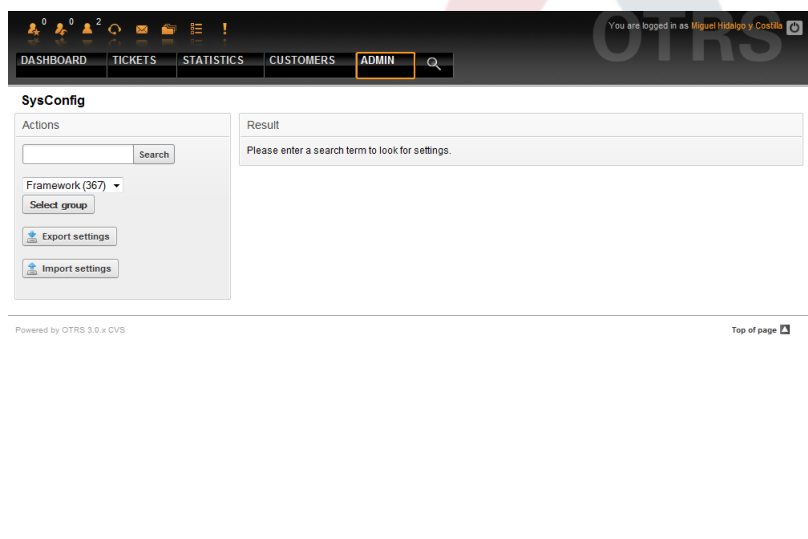 0 0 2
You are logged in as Miguel Hidalgo y Costilla
OTRS
DASHBOARD TICKETS STATISTICS CUSTOMERS ADMIN
SysConfig
Actions
Search
Framework (367)
Select group
Export settings
Import settings
Result
Please enter a search term to look for settings.
Powered by OTRS 3.0.x CVS
Top of page